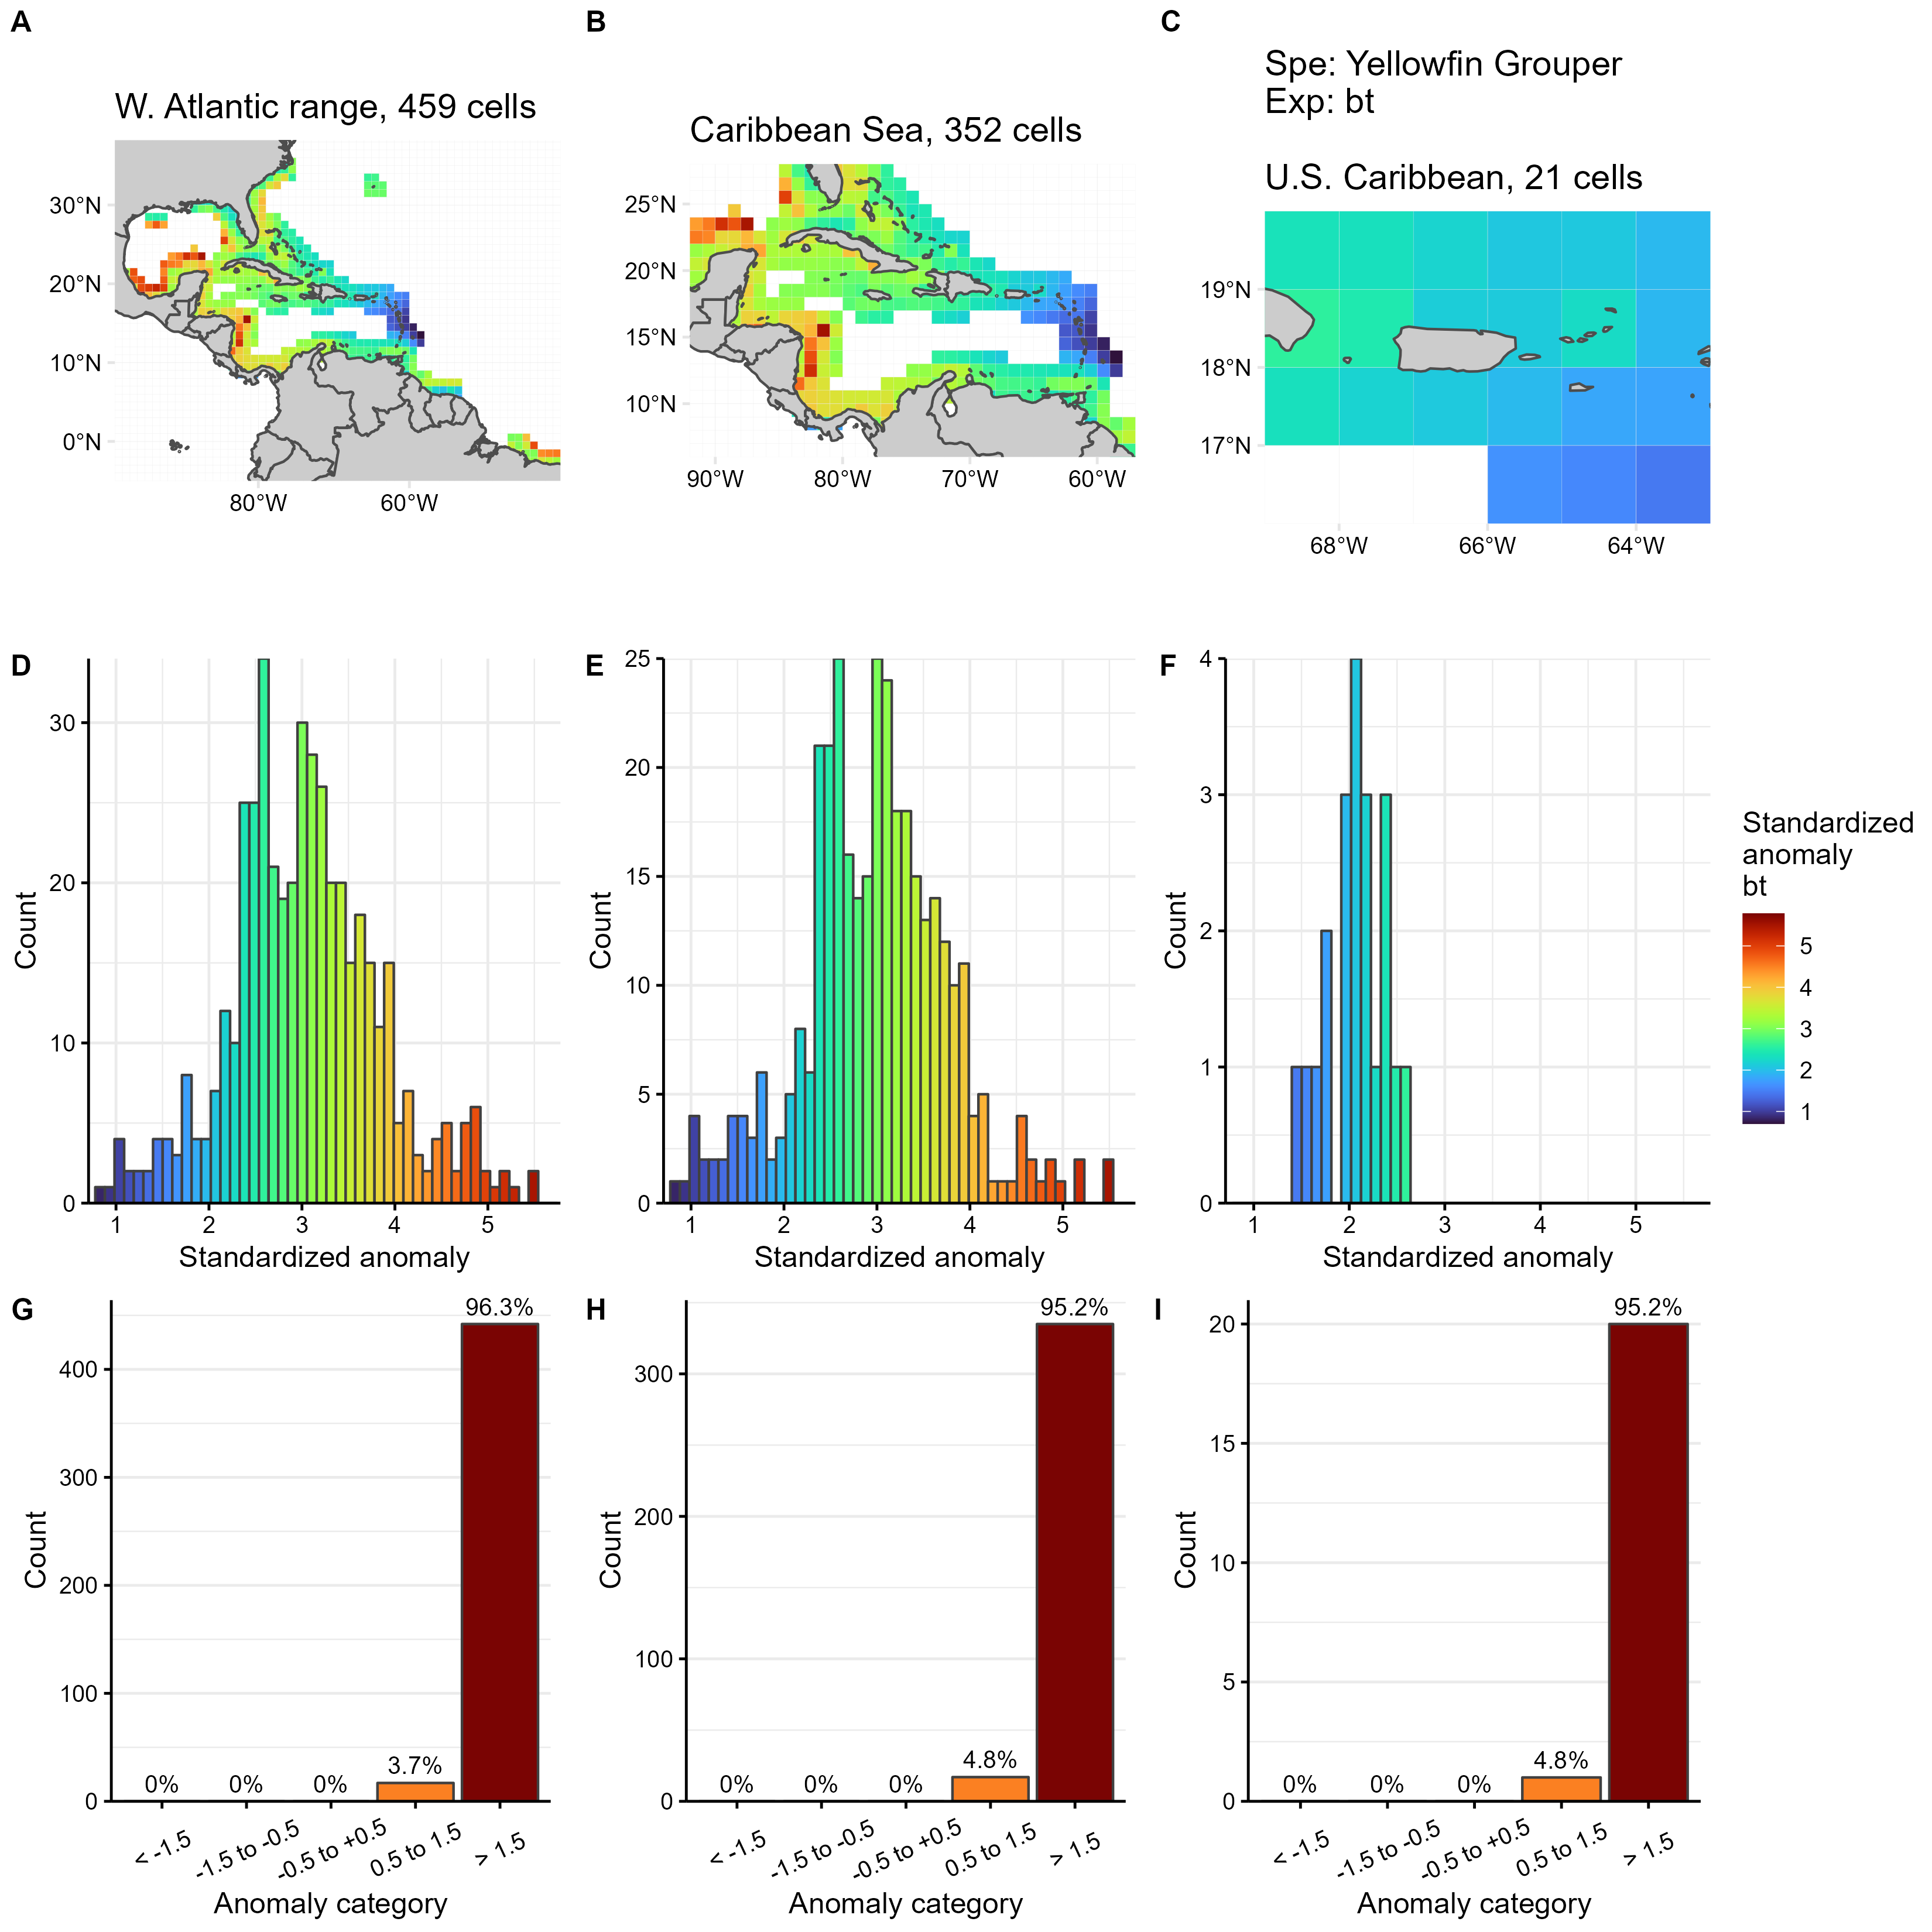 A
B
C
Spe: Yellowfin Grouper
Exp: bt
W. Atlantic range, 459 cells
Caribbean Sea, 352 cells
U.S. Caribbean, 21 cells
30°N
20°N
10°N
0°N
80°W
60°W
25°N
20°N
15°N
10°N
90°W
80°W
70°W
60°W
19°N
18°N
17°N
68°W
66°W
64°W
D
30
20
10
0
Count
1
2
3
4
5
Standardized anomaly
E
25
20
15
10
5
0
Count
1
2
3
4
5
Standardized anomaly
F
4
3
2
1
0
Count
1
2
3
4
5
Standardized anomaly
Standardized
anomaly
bt
5
4
3
2
1
G
400
300
200
100
0
Count
0%
0%
0%
3.7%
96.3%
< -1.5
-1.5 to -0.5
-0.5 to +0.5
0.5 to 1.5
> 1.5
Anomaly category
H
300
200
100
0
Count
0%
0%
0%
4.8%
95.2%
< -1.5
-1.5 to -0.5
-0.5 to +0.5
0.5 to 1.5
> 1.5
Anomaly category
I
20
15
10
5
0
Count
0%
0%
0%
4.8%
95.2%
< -1.5
-1.5 to -0.5
-0.5 to +0.5
0.5 to 1.5
> 1.5
Anomaly category